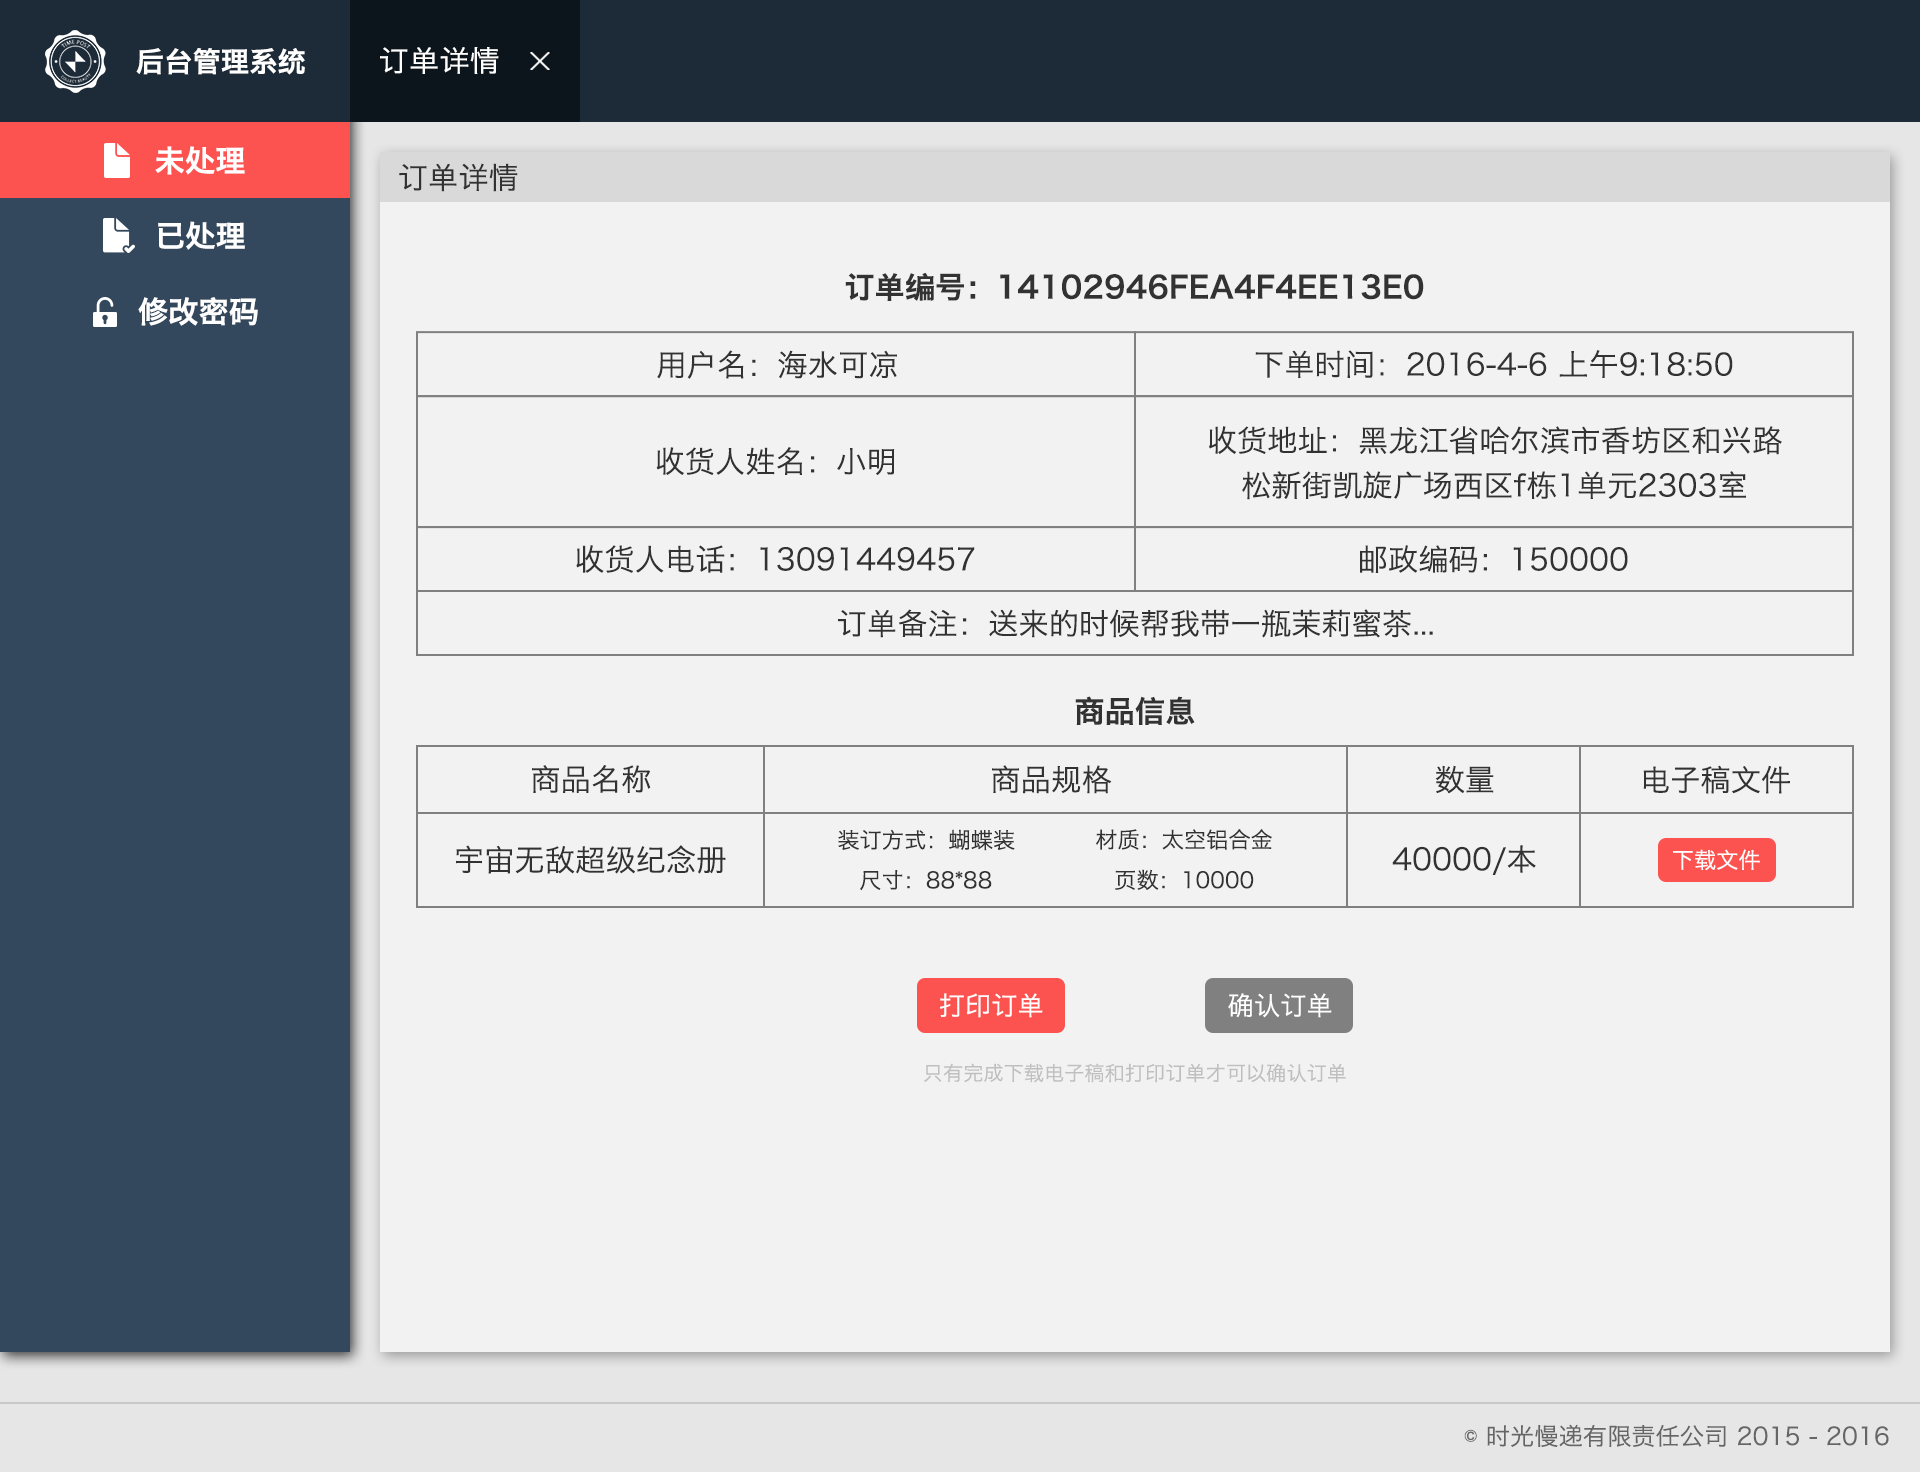 后台管理系统
订单详情
未处理
已处理
修改密码
订单详情
订单编号：14102946FEA4F4EE13E0
用户名：海水可凉
下单时间：2016-4-6 上午9:18:50
收货人姓名：小明
收货地址：黑龙江省哈尔滨市香坊区和兴路
松新街凯旋广场西区f栋1单元2303室
收货人电话：13091449457
邮政编码：150000
订单备注：送来的时候帮我带一瓶茉莉蜜茶...
商品信息
商品名称
商品规格
数量
电子稿文件
宇宙无敌超级纪念册
装订方式：蝴蝶装
材质：太空铝合金
尺寸：88*88
页数：10000
40000/本
下载文件
打印订单
确认订单
只有完成下载电子稿和打印订单才可以确认订单
© 时光慢递有限责任公司 2015 - 2016